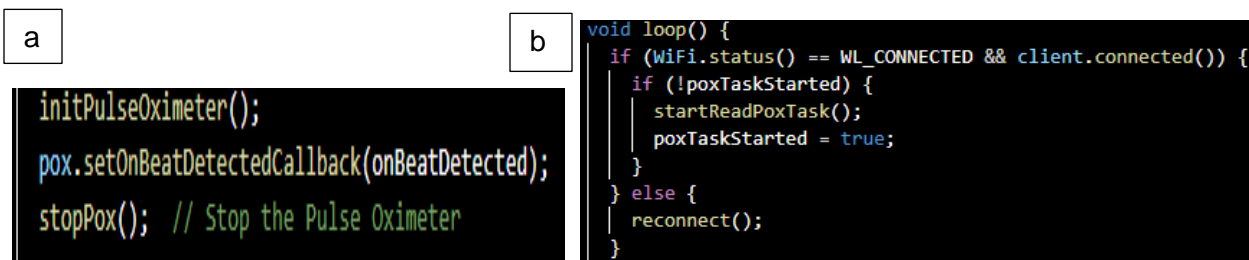 a
initPulseOximeter();
pox.setOnBeatDetectedCallback(onBeatDetected);
stopPox();  // Stop the Pulse Oximeter
b
void loop() {
  if (WiFi.status() == WL_CONNECTED && client.connected()) {
    if (!poxTaskStarted) {
      startReadPoxTask();
      poxTaskStarted = true;
    }
  } else {
    reconnect();
  }